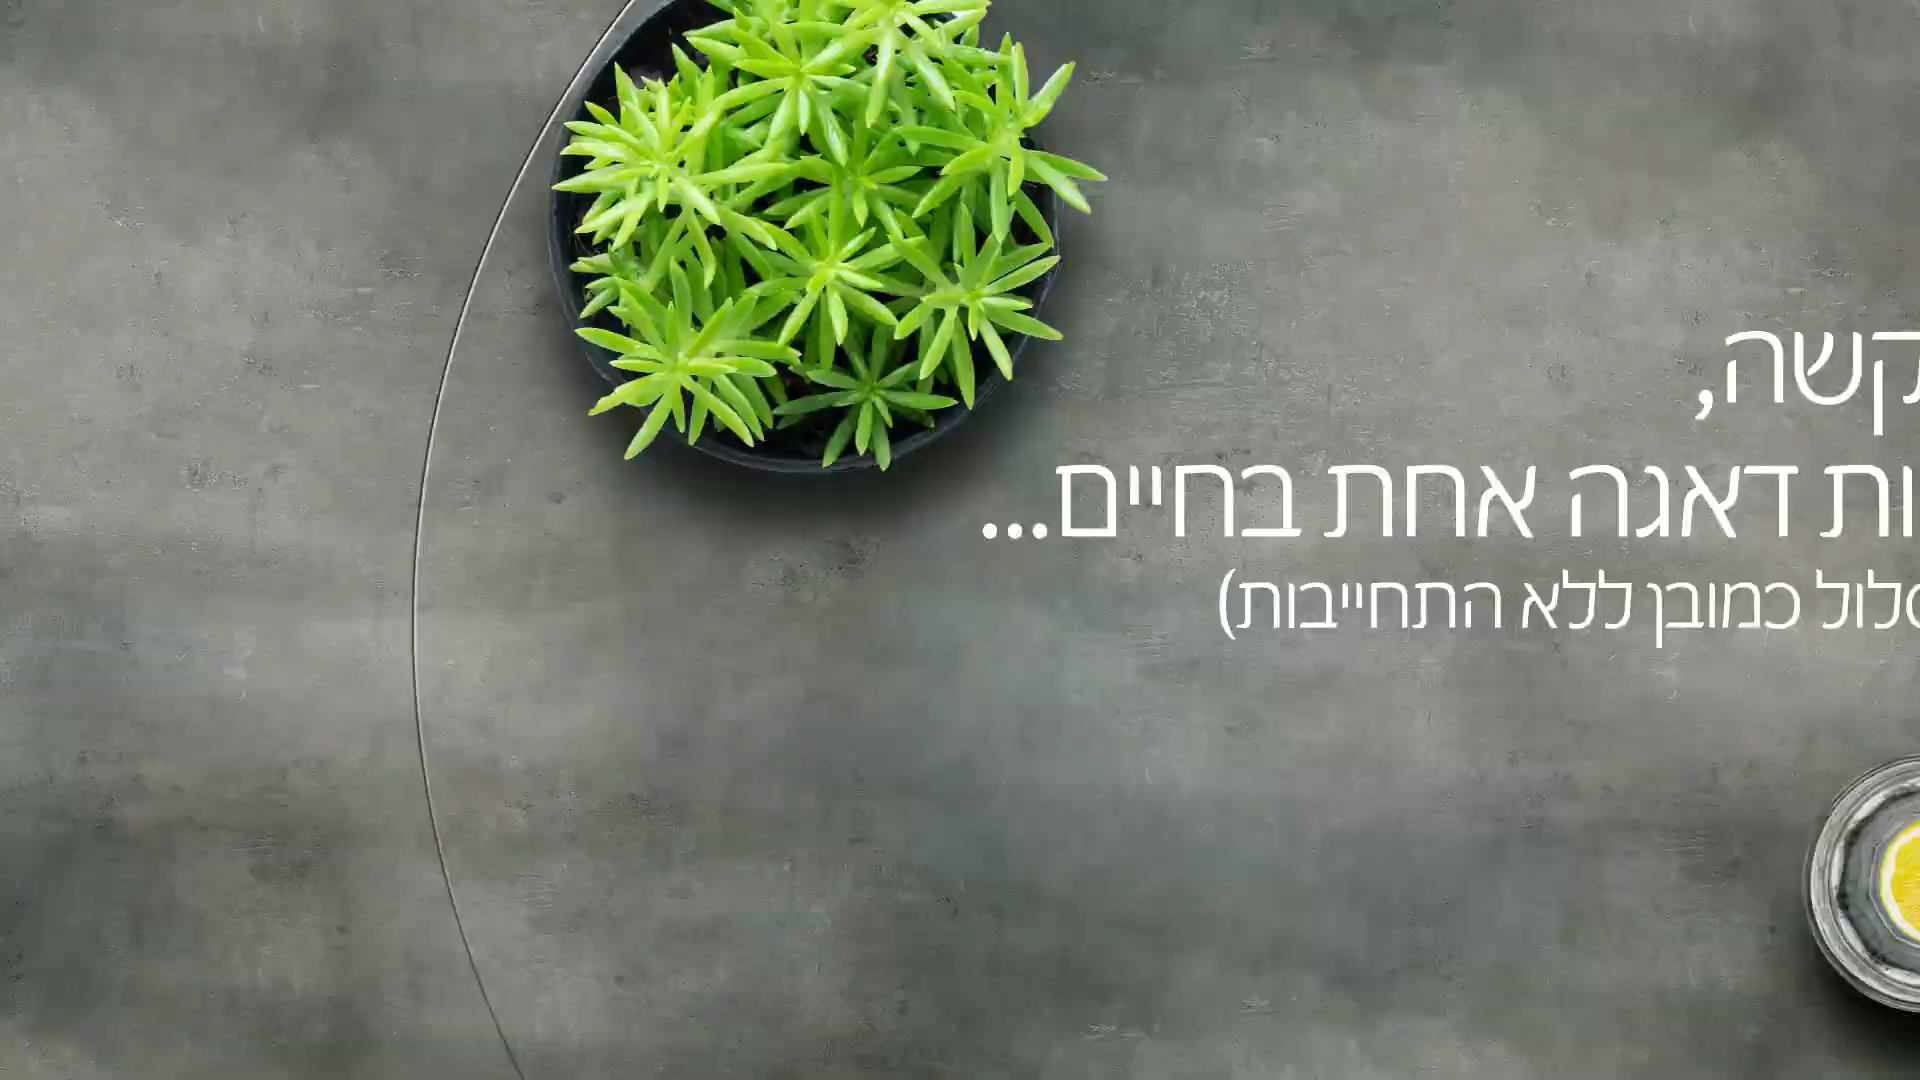 קשה,
ות דאגה אחת בחיים...
סלול כמובן ללא התחייבות)